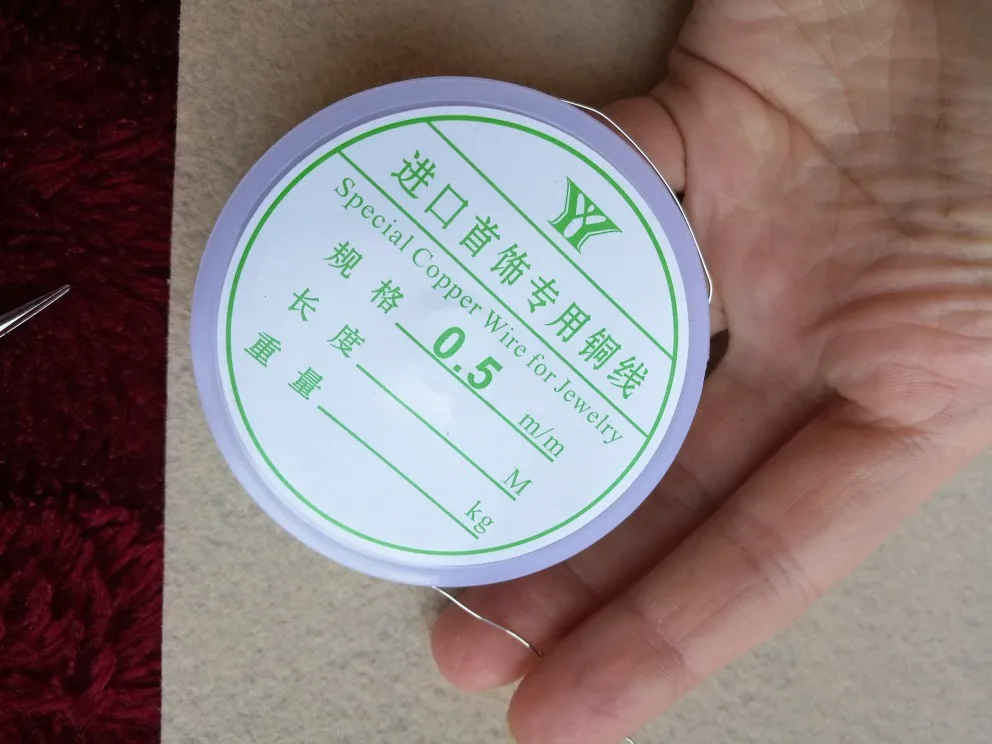 进口首饰专用铜线
Special Copper Wire for Jewelry
规格 0.5 m/m
长度 M
重量 kg